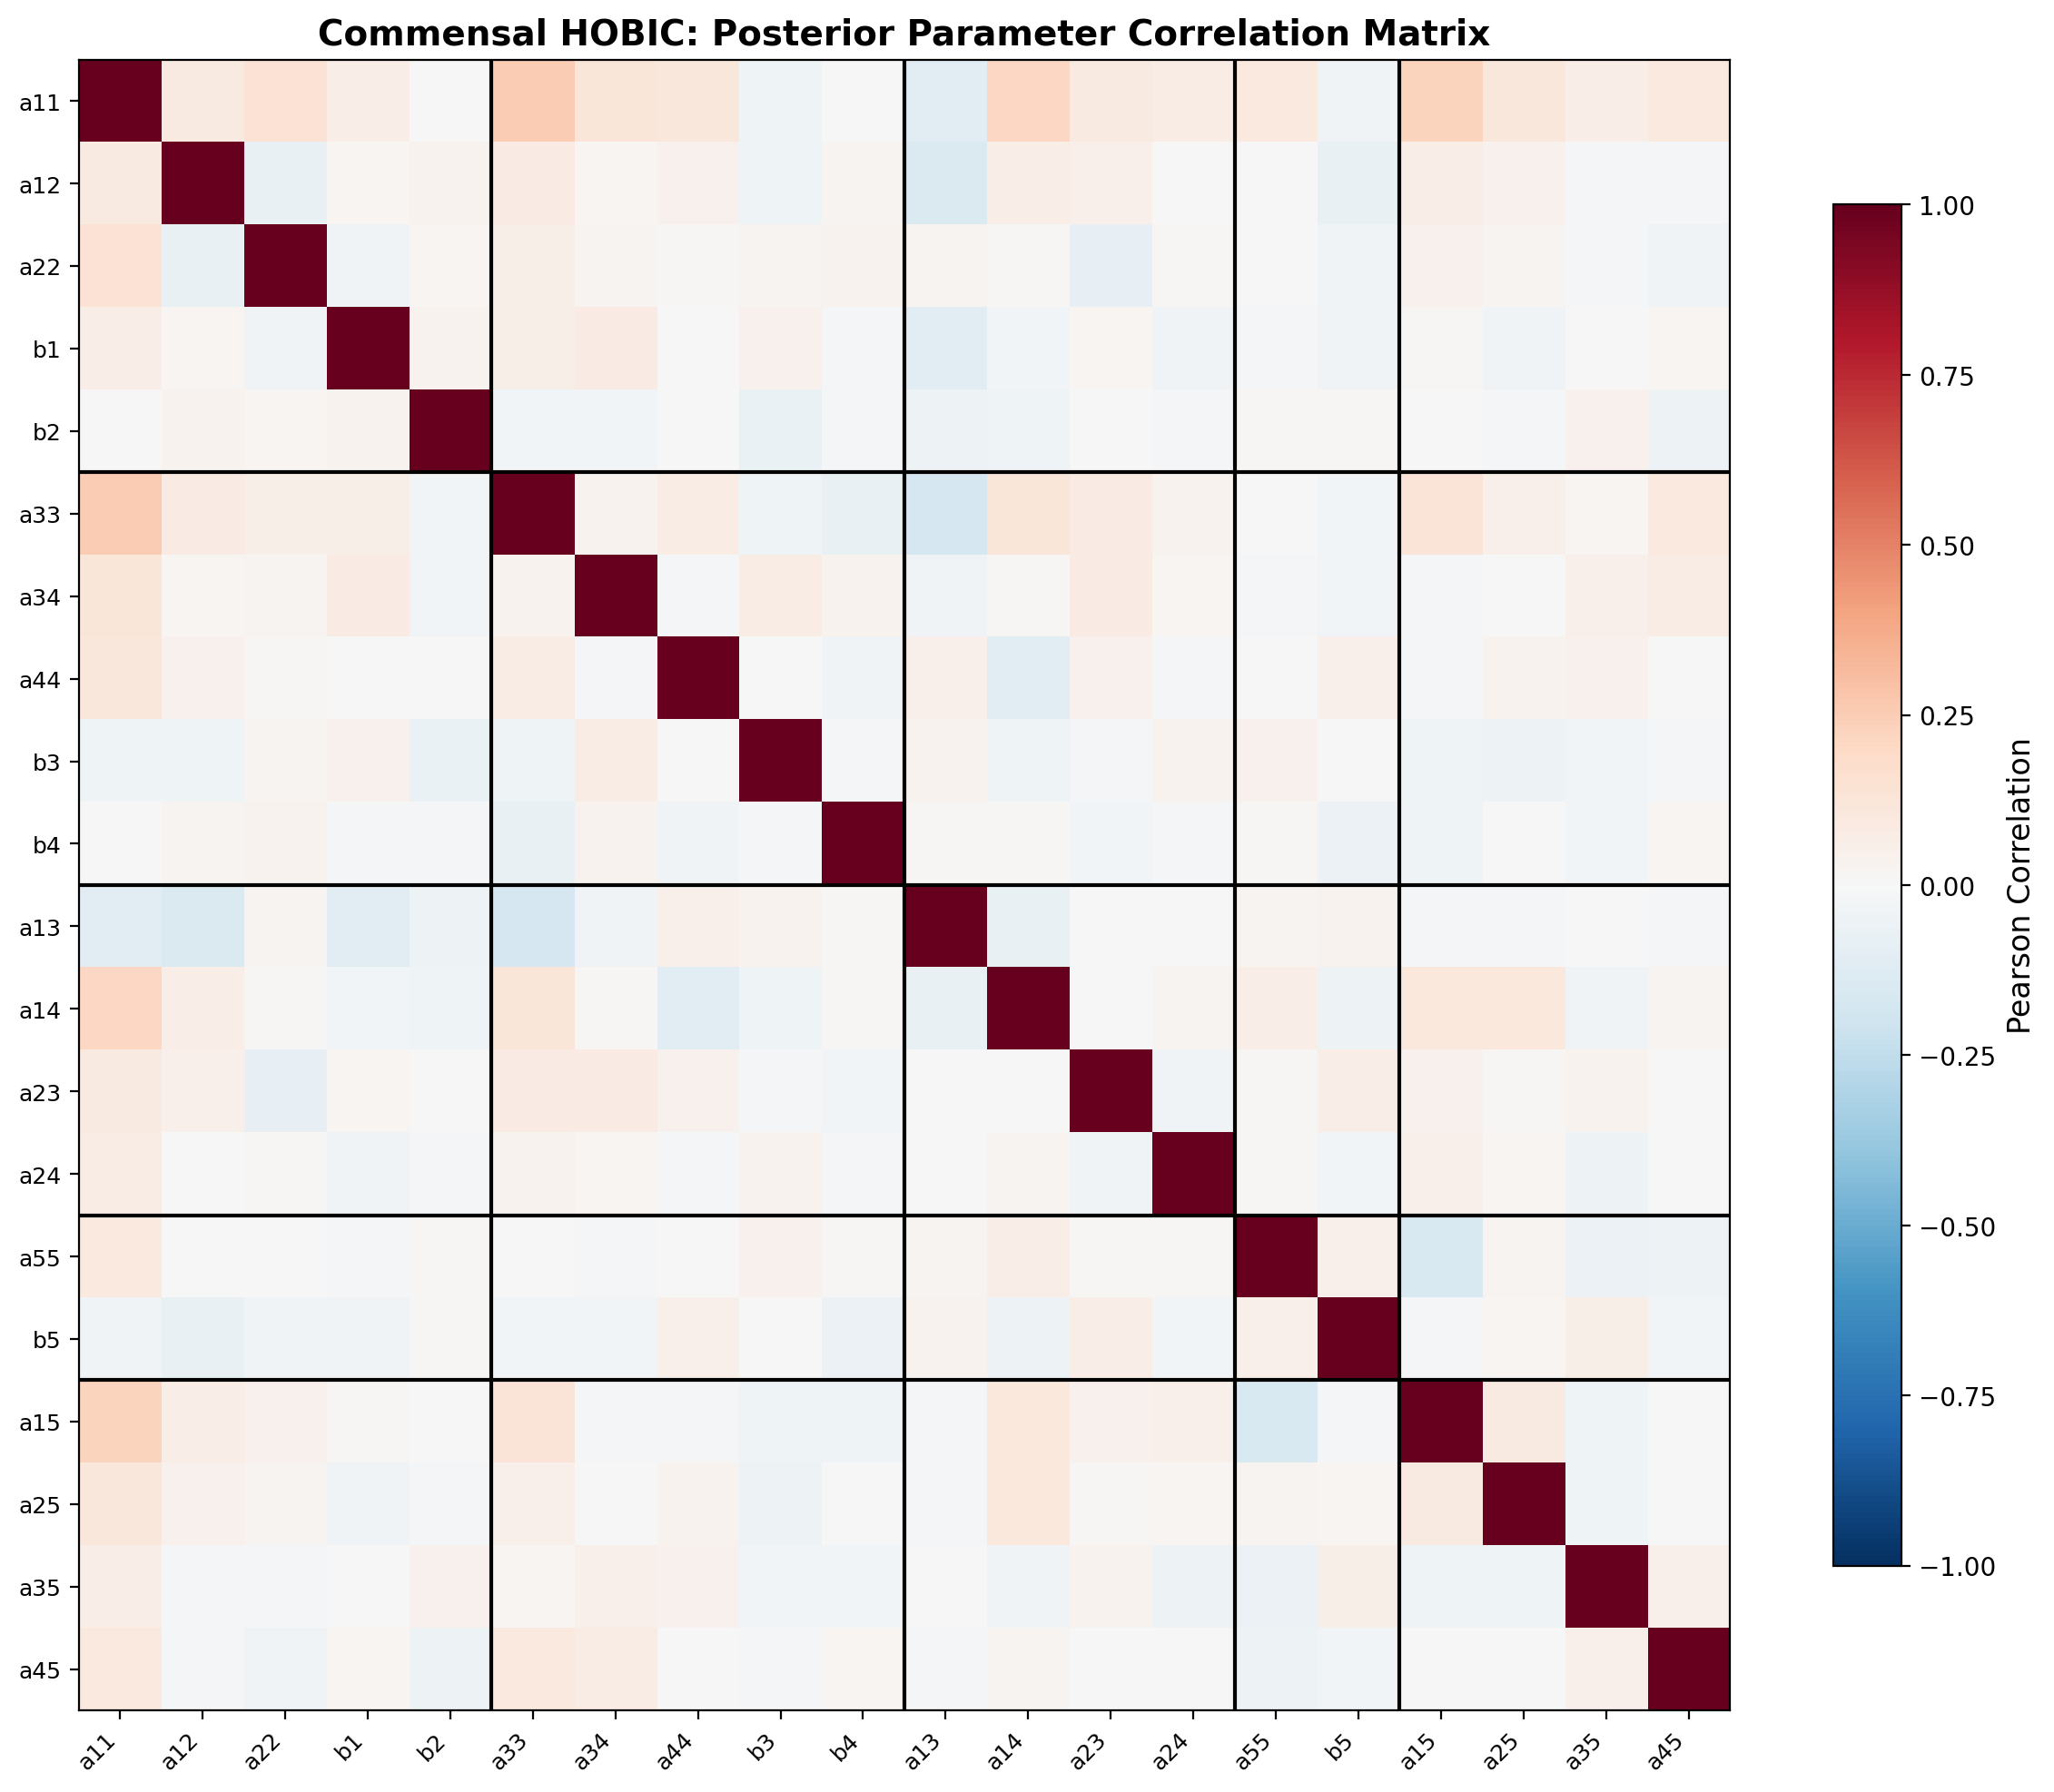 Commensal HOBIC: Posterior Parameter Correlation Matrix
a11
a12
a22
b1
b2
a33
a34
a44
b3
b4
a13
a14
a23
a24
a55
b5
a15
a25
a35
a45
a11 a12 a22 b1 b2 a33 a34 a44 b3 b4 a13 a14 a23 a24 a55 b5 a15 a25 a35 a45
1.00
0.75
0.50
0.25
0.00
−0.25
−0.50
−0.75
−1.00
Pearson Correlation